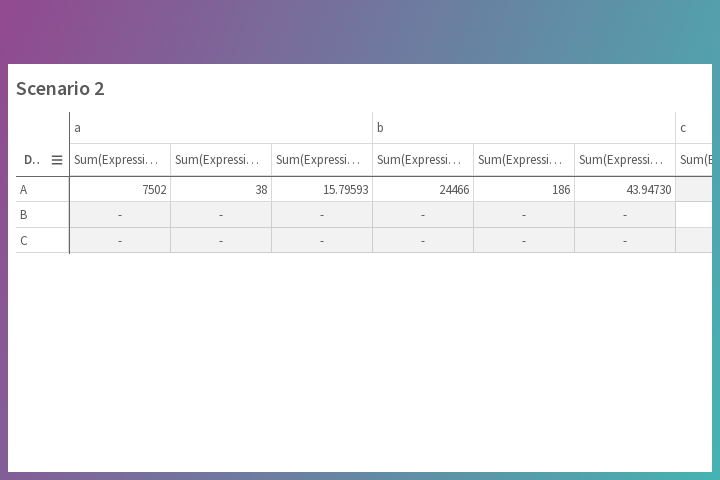 Scenario 2
a b c
D.. Sum(Expressi... Sum(Expressi... Sum(Expressi... Sum(Expressi... Sum(Expressi... Sum(Expressi... Sum(E
A 7502 38 15.79593 24466 186 43.94730
B - - - - - -
C - - - - - -